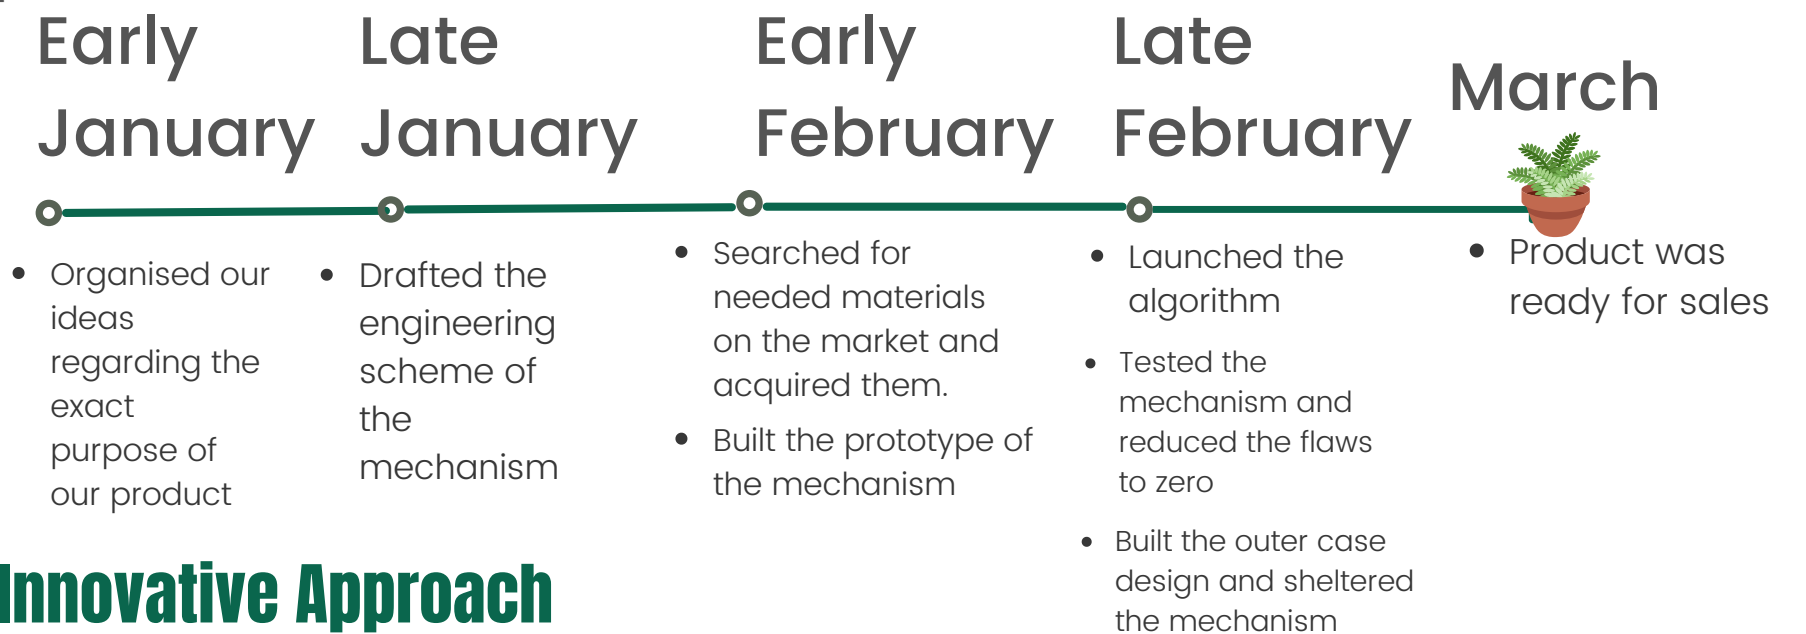 Early
January
Late
January
Early
February
Late
February
March
Organised our
ideas
regarding the
exact
purpose of
our product
Drafted the
engineering
scheme of
the
mechanism
Searched for
needed materials
on the market and
acquired them.
Built the prototype of
the mechanism
Launched the
algorithm
Tested the
mechanism and
reduced the flaws
to zero
Built the outer case
design and sheltered
the mechanism
Product was
ready for sales
Innovative Approach